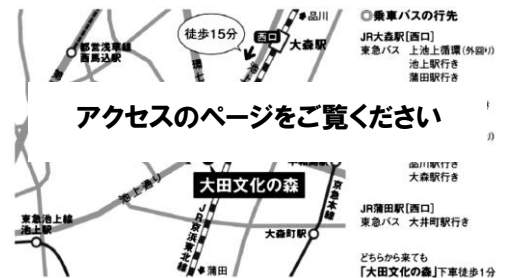 品川
◎乗車バスの行先
徒歩15分
西口
大森駅
JR大森駅[西口]
東急バス 上池上循環(外回り)
池上駅行き
蒲田駅行き
都営浅草線
西馬込駅
環七
アクセスのページをご覧ください
品川駅行き
大森駅行き
池上通り
大田文化の森
京急本線
JR京浜東北線
JR蒲田駅[西口]
東急バス 大井町駅行き
東急池上線
池上駅
大森町駅
蒲田
どちらから来ても
「大田文化の森」下車徒歩1分